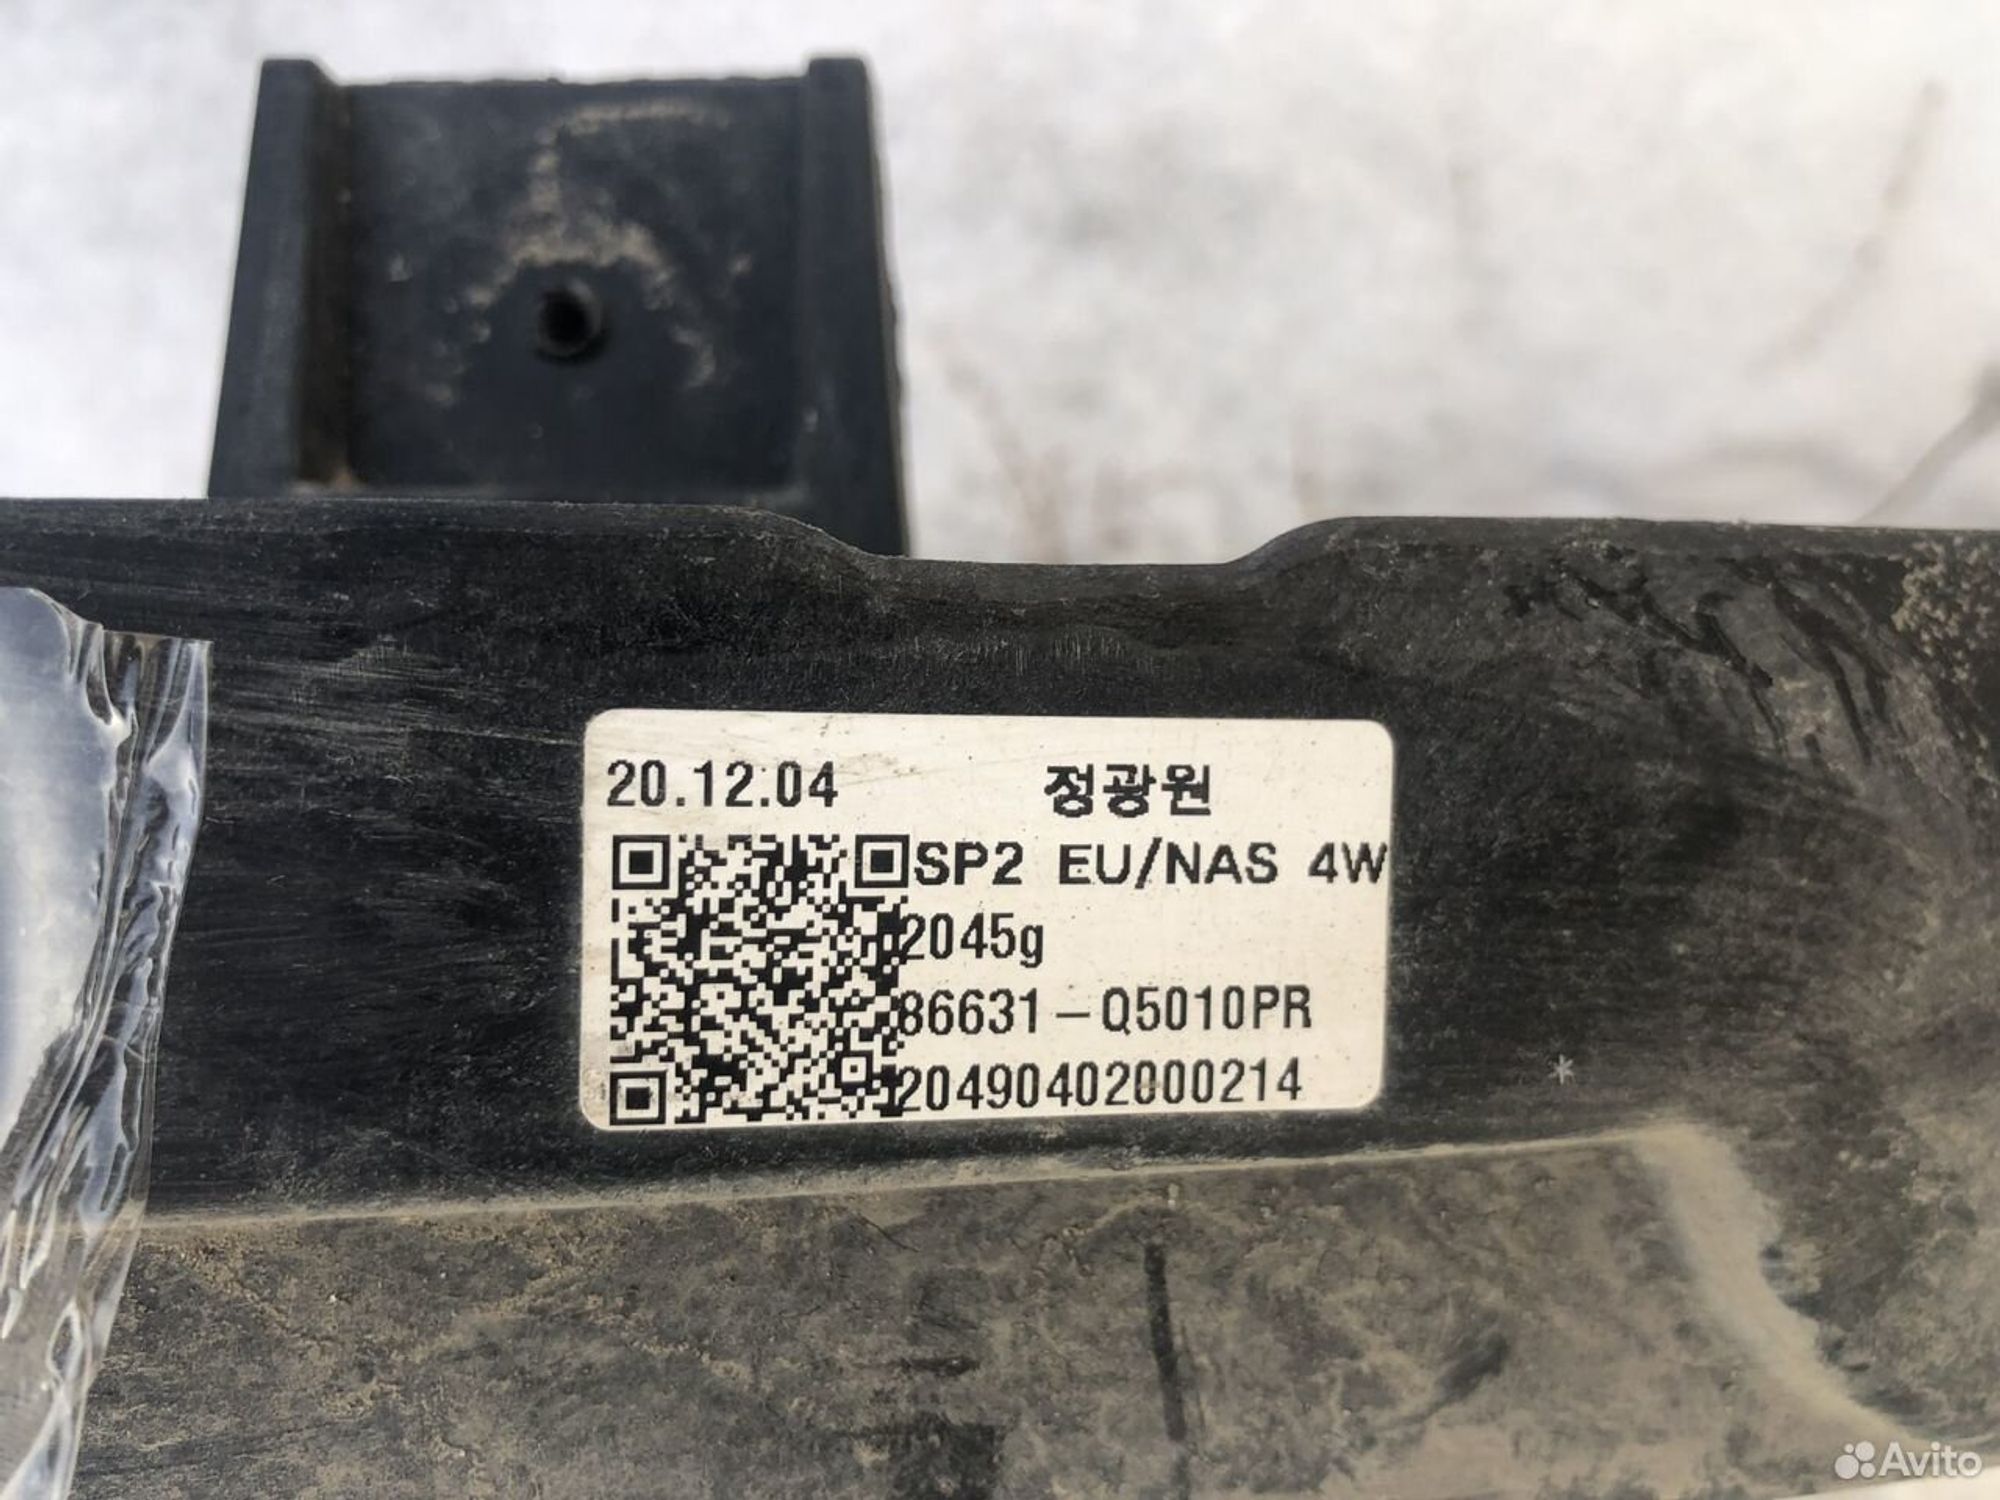 20.12.04 정광원
SP2 EU/NAS 4W
2045g
86631-Q5010PR
20490402000214
Avito